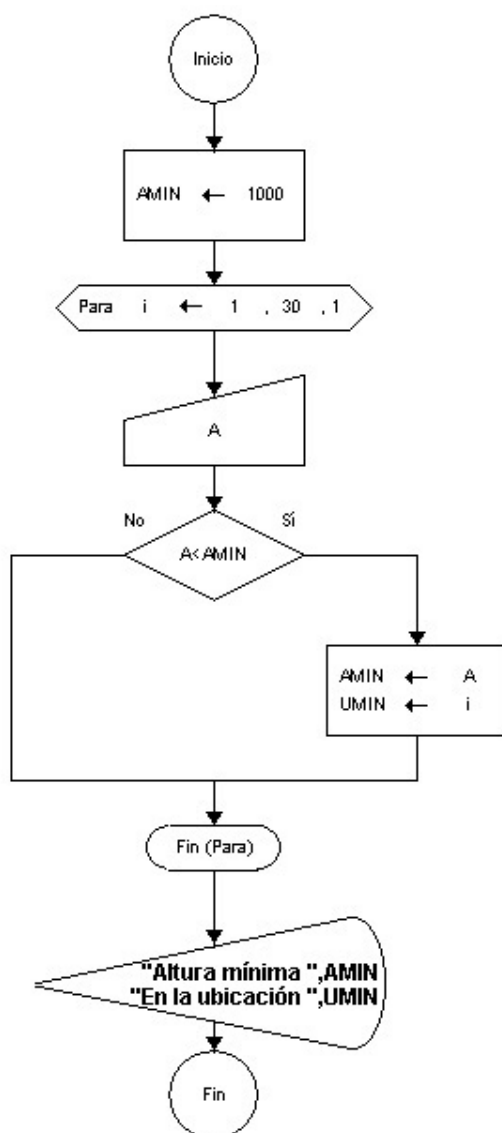 Inicio
AMIN ← 1000
Para i ← 1 , 30 , 1
A
No Sí
A<AMIN
AMIN ← A
UMIN ← i
Fin (Para)
"Altura mínima ",AMIN
"En la ubicación ",UMIN
Fin